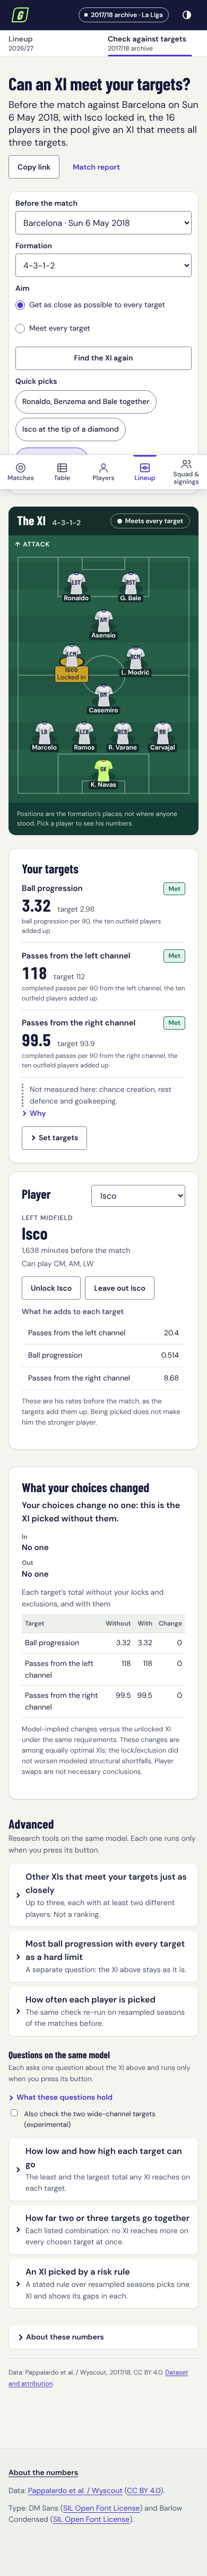 2017/18 archive · La Liga
Lineup
2026/27
Check against targets
2017/18 archive
Can an XI meet your targets?
Before the match against Barcelona on Sun
6 May 2018, with Isco locked in, the 16
players in the pool give an XI that meets all
three targets.
Copy link
Match report
Before the match
Barcelona · Sun 6 May 2018
Formation
4-3-1-2
Aim
Get as close as possible to every target
Meet every target
Find the XI again
Quick picks
Ronaldo, Benzema and Bale together
Isco at the tip of a diamond
Matches
Table
Players
Lineup
Squad &
signings
The XI 4-3-1-2
Meets every target
↑ ATTACK
LST
Ronaldo
RST
G. Bale
AM
Asensio
LCM
Isco
Locked in
RCM
L. Modrić
DM
Casemiro
LB
Marcelo
LCB
Ramos
RCB
R. Varane
RB
Carvajal
GK
K. Navas
Positions are the formation's places, not where anyone
stood. Pick a player to see his numbers.
Your targets
Ball progression
Met
3.32 target 2.98
ball progression per 90, the ten outfield players
added up
Passes from the left channel
Met
118 target 112
completed passes per 90 from the left channel, the ten
outfield players added up
Passes from the right channel
Met
99.5 target 93.9
completed passes per 90 from the right channel, the
ten outfield players added up
Not measured here: chance creation, rest
defence and goalkeeping.
Why
Set targets
Player
Isco
LEFT MIDFIELD
Isco
1,638 minutes before the match
Can play CM, AM, LW
Unlock Isco
Leave out Isco
What he adds to each target
Passes from the left channel 20.4
Ball progression 0.514
Passes from the right channel 8.68
These are his rates before the match, as the
targets add them up. Being picked does not make
him the stronger player.
What your choices changed
Your choices change no one: this is the
XI picked without them.
In
No one
Out
No one
Each target's total without your locks and
exclusions, and with them
Target Without With Change
Ball progression 3.32 3.32 0
Passes from the left
channel
118 118 0
Passes from the right
channel
99.5 99.5 0
Model-implied changes versus the unlocked XI
under the same requirements. These changes are
among equally optimal XIs; the lock/exclusion did
not worsen modeled structural shortfalls. Player
swaps are not necessary conclusions.
Advanced
Research tools on the same model. Each one runs only
when you press its button.
Other XIs that meet your targets just as
closely
Up to three, each with at least two different
players. Not a ranking.
Most ball progression with every target
as a hard limit
A separate question: the XI above stays as it is.
How often each player is picked
The same check re-run on resampled seasons
of the matches before.
Questions on the same model
Each asks one question about the XI above and runs only
when you press its button.
What these questions hold
Also check the two wide-channel targets
(experimental)
How low and how high each target can
go
The least and the largest total any XI reaches on
each target.
How far two or three targets go together
Each listed combination: no XI reaches more on
every chosen target at once.
An XI picked by a risk rule
A stated rule over resampled seasons picks one
XI and shows its gaps in each.
About these numbers
Data: Pappalardo et al. / Wyscout, 2017/18, CC BY 4.0. Dataset
and attribution
About the numbers
Data: Pappalardo et al. / Wyscout (CC BY 4.0).
Type: DM Sans (SIL Open Font License) and Barlow
Condensed (SIL Open Font License).